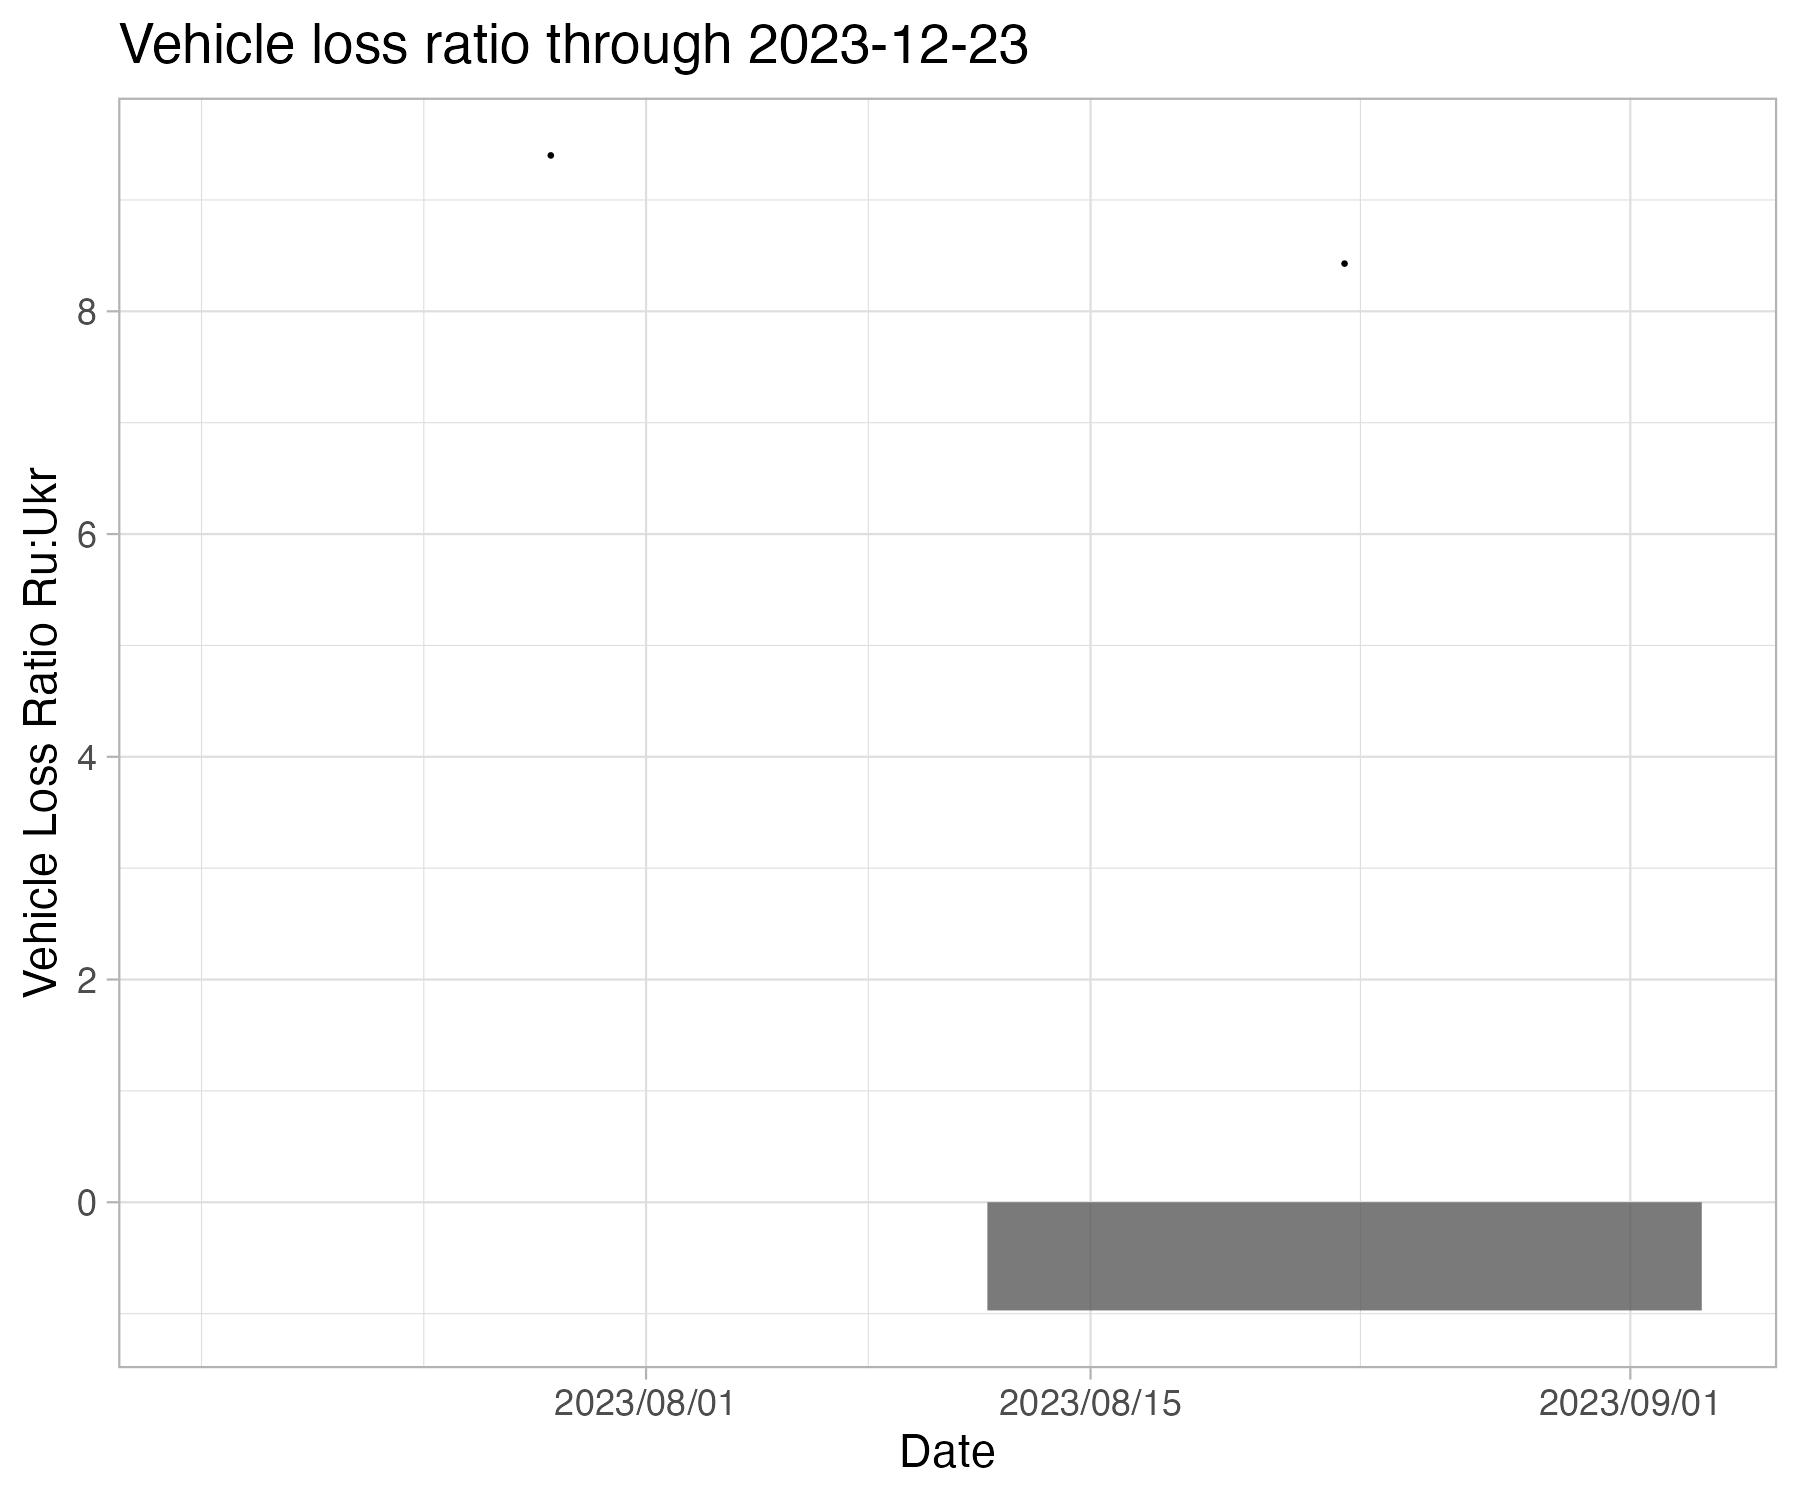 Vehicle loss ratio through 2023-12-23
Vehicle Loss Ratio Ru:Ukr
8
6
4
2
0
2023/08/01 2023/08/15 2023/09/01
Date